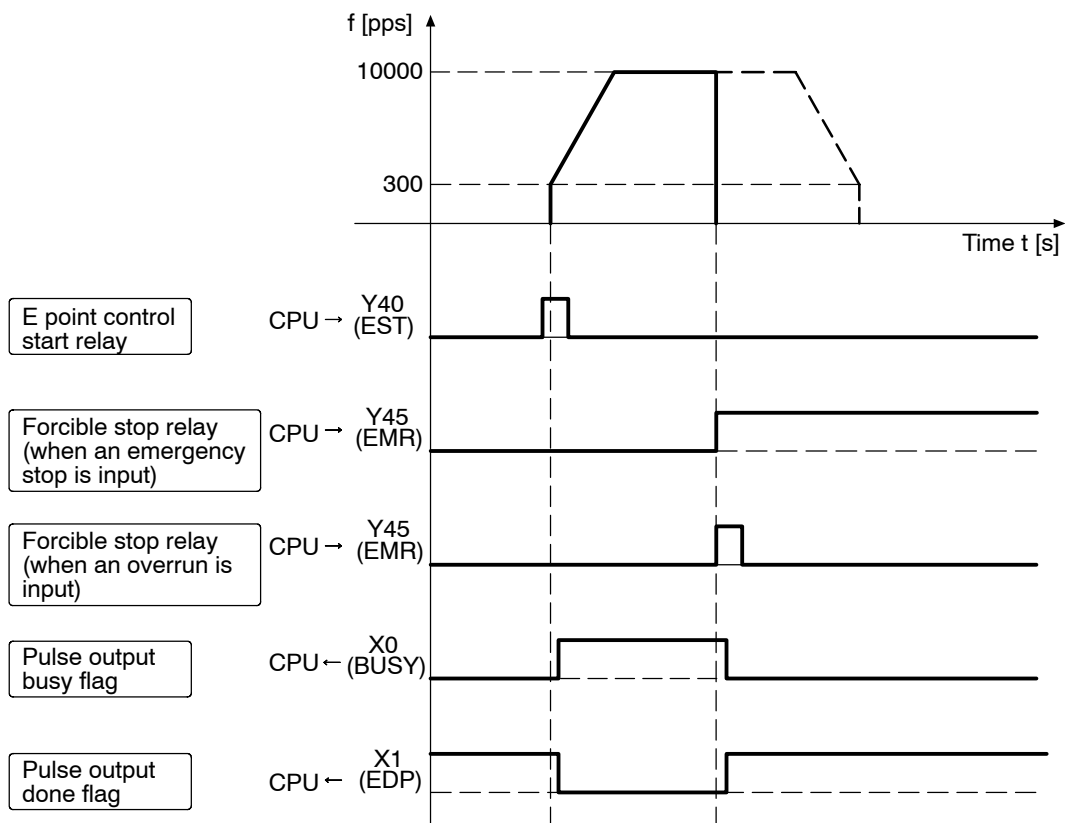 f [pps]
10000
300
Time t [s]
E point control
start relay
CPU → Y40
(EST)
Forcible stop relay
(when an emergency
stop is input)
CPU → Y45
(EMR)
Forcible stop relay
(when an overrun is
input)
CPU → Y45
(EMR)
Pulse output
busy flag
CPU ← X0
(BUSY)
Pulse output
done flag
CPU ← X1
(EDP)